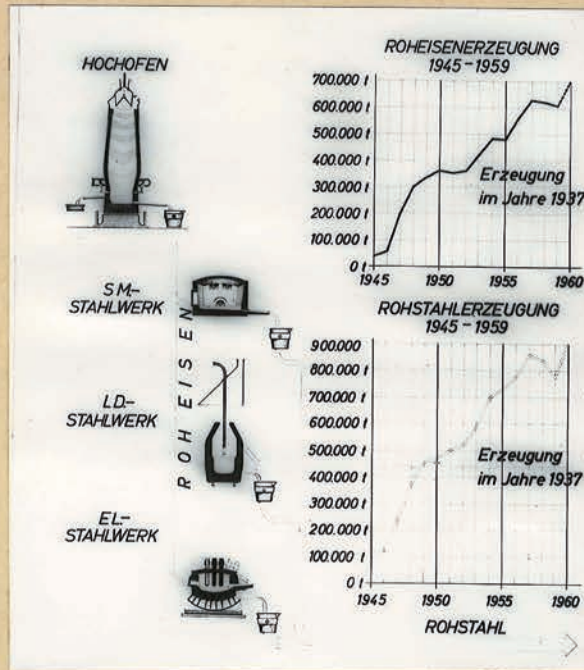 HOCHOFEN
S.M.-
STAHLWERK
L.D.-
STAHLWERK
EL.-
STAHLWERK
ROHEISEN
ROHEISENERZEUGUNG
1945-1959
700.000 t
600.000 t
500.000 t
400.000 t
300.000 t
200.000 t
100.000 t
0 t
Erzeugung
im Jahre 1937
1945 1950 1955 1960
ROHSTAHLERZEUGUNG
1945-1959
900.000 t
800.000 t
700.000 t
600.000 t
500.000 t
400.000 t
300.000 t
200.000 t
100.000 t
0 t
Erzeugung
im Jahre 1937
1945 1950 1955 1960
ROHSTAHL